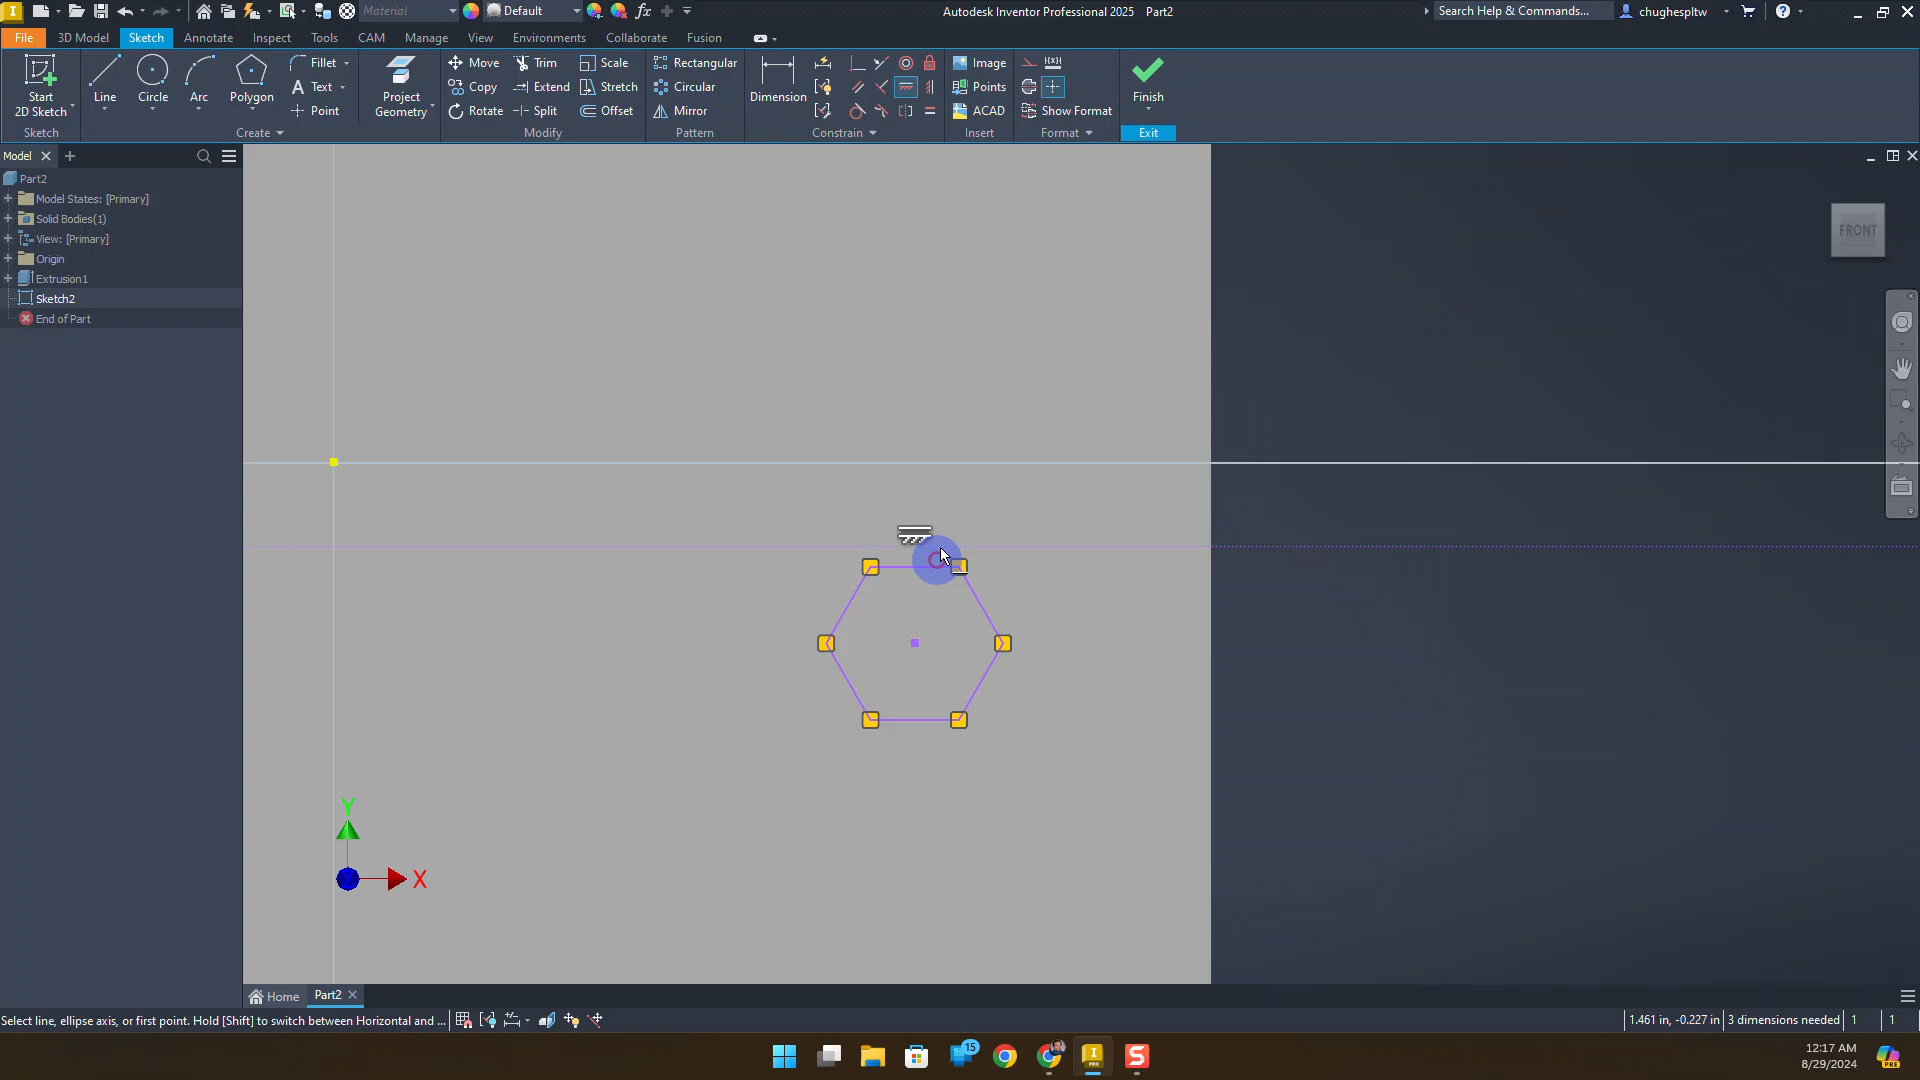 I Material Default fx Autodesk Inventor Professional 2025 Part2 Search Help & Commands... chughespltw ?
File 3D Model Sketch Annotate Inspect Tools CAM Manage View Environments Collaborate Fusion
Start 2D Sketch
Line
Circle
Arc
Polygon
Fillet
A Text
Point
Project Geometry
Move
Copy
Rotate
Trim
Extend
Split
Scale
Stretch
Offset
Rectangular
Circular
Mirror
Dimension
Image
Points
ACAD
Show Format
Finish
Sketch Create Modify Pattern Constrain Insert Format Exit
Model
Part2
Model States: [Primary]
Solid Bodies(1)
View: [Primary]
Origin
Extrusion1
Sketch2
End of Part
FRONT
Y
X
Home Part2
Select line, ellipse axis, or first point. Hold [Shift] to switch between Horizontal and ... 1.461 in, -0.227 in 3 dimensions needed 1 1
15
I PRO
S
PRE
12:17 AM
8/29/2024